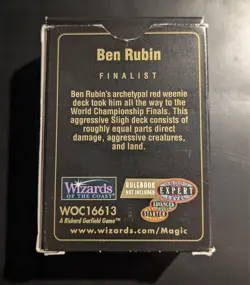 Ben Rubin
FINALIST
Ben Rubin's archetypal red weenie
deck took him all the way to the
World Championship Finals. This
aggressive Sligh deck consists of
roughly equal parts direct
damage, aggressive creatures,
and land.
WIZARDS
OF THE COAST
RULEBOOK
NOT INCLUDED
EXPERT
LEVEL
ADVANCED
STARTER
WOC16613
A Richard Garfield Game™
www.wizards.com/Magic